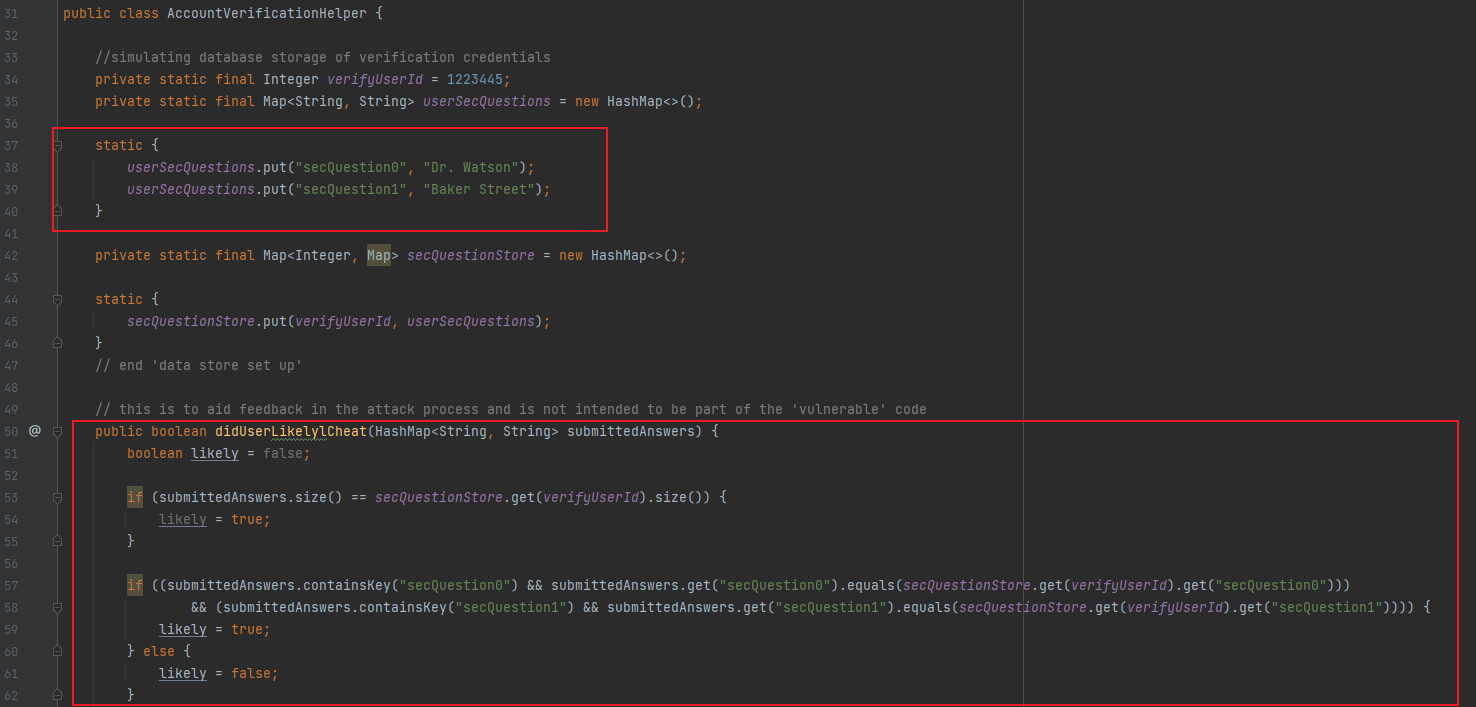 31 public class AccountVerificationHelper {
32
33 //simulating database storage of verification credentials
34 private static final Integer verifyUserId = 1223445;
35 private static final Map<String, String> userSecQuestions = new HashMap<>();
36
37 static {
38 userSecQuestions.put("secQuestion0", "Dr. Watson");
39 userSecQuestions.put("secQuestion1", "Baker Street");
40 }
41
42 private static final Map<Integer, Map> secQuestionStore = new HashMap<>();
43
44 static {
45 secQuestionStore.put(verifyUserId, userSecQuestions);
46 }
47 // end 'data store set up'
48
49 // this is to aid feedback in the attack process and is not intended to be part of the 'vulnerable' code
50 @ public boolean didUserLikelylCheat(HashMap<String, String> submittedAnswers) {
51 boolean likely = false;
52
53 if (submittedAnswers.size() == secQuestionStore.get(verifyUserId).size()) {
54 likely = true;
55 }
56
57 if ((submittedAnswers.containsKey("secQuestion0") && submittedAnswers.get("secQuestion0").equals(secQuestionStore.get(verifyUserId).get("secQuestion0")))
58 && (submittedAnswers.containsKey("secQuestion1") && submittedAnswers.get("secQuestion1").equals(secQuestionStore.get(verifyUserId).get("secQuestion1")))) {
59 likely = true;
60 } else {
61 likely = false;
62 }